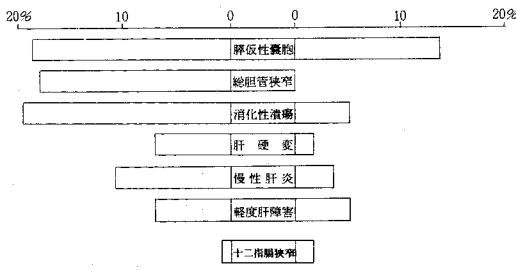 20% 10 0 0 10 20%
膵仮性嚢胞
総胆管狭窄
消化性潰瘍
肝硬変
慢性肝炎
軽度肝障害
十二指腸狭窄